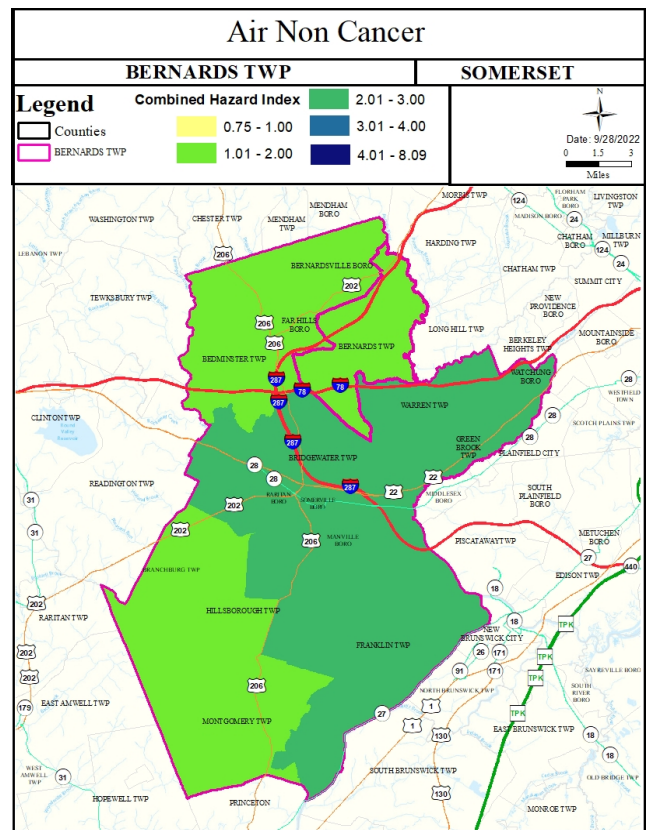 Air Non Cancer
BERNARDS TWP
SOMERSET
Legend
Counties
BERNARDS TWP
Combined Hazard Index
0.75 - 1.00
1.01 - 2.00
2.01 - 3.00
3.01 - 4.00
4.01 - 8.09
N
Date: 9/28/2022
0 1.5 3
Miles
MORRIS TWP
FLORHAM
PARK
BORO
LIVINGSTON
TWP
MENDHAM
BORO
124
MADISON BORO
24
WASHINGTON TWP
CHESTER TWP
MENDHAM
TWP
CHATHAM
BORO
MILLBURN
TWP
124
24
HARDING TWP
LEBANON TWP
206
BERNARDSVILLE BORO
CHATHAM TWP
SUMMIT CITY
202
TEWKSBURY TWP
NEW
PROVIDENCE
BORO
206
FAR HILLS
BORO
LONG HILL TWP
MOUNTAINSIDE
BORO
206
BERNARDS TWP
BERKELEY
HEIGHTS TWP
BEDMINSTER TWP
WATCHUNG
BORO
287
78
78
28
WESTFIELD
TOWN
287
WARREN TWP
28
CLINTON TWP
Round
Valley
Reservoir
SCOTCH PLAINS TWP
287
28
GREEN
BROOK
TWP
PLAINFIELD CITY
BRIDGEWATER TWP
28
28
22
READINGTON TWP
287
22
SOUTH
PLAINFIELD
BORO
RARITAN
BORO
SOMERVILLE
BORO
MIDDLESEX
BORO
31
202
202
31
206
MANVILLE
BORO
PISCATAWAY TWP
METUCHEN
BORO
27
440
BRANCHBURG TWP
EDISON TWP
18
202
HILLSBOROUGH TWP
RARITAN TWP
18
TPK
NEW
BRUNSWICK CITY
FRANKLIN TWP
202
26
171
TPK
SAYREVILLE BORO
202
91
171
206
NORTH BRUNSWICK TWP
TPK
SOUTH
RIVER
BORO
EAST AMWELL TWP
179
27
1
TPK
MONTGOMERY TWP
1
130
EAST BRUNSWICK TWP
18
18
WEST
AMWELL
TWP
31
SOUTH BRUNSWICK TWP
OLD BRIDGE TWP
HOPEWELL TWP
PRINCETON
130
MONROE TWP